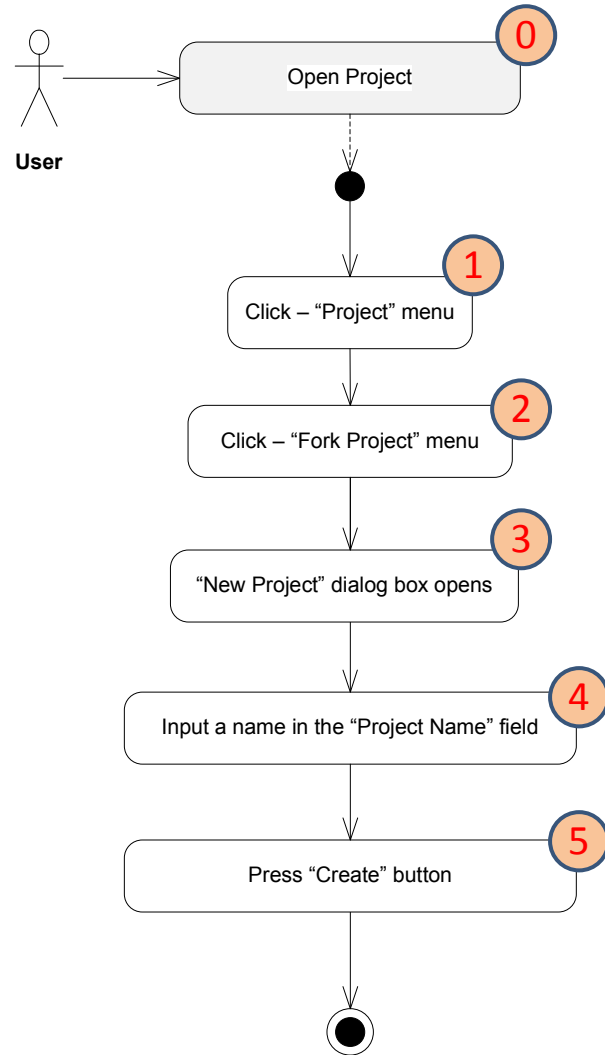 0
Open Project
User
1
Click – “Project” menu
2
Click – “Fork Project” menu
3
“New Project” dialog box opens
4
Input a name in the “Project Name” field
5
Press “Create” button